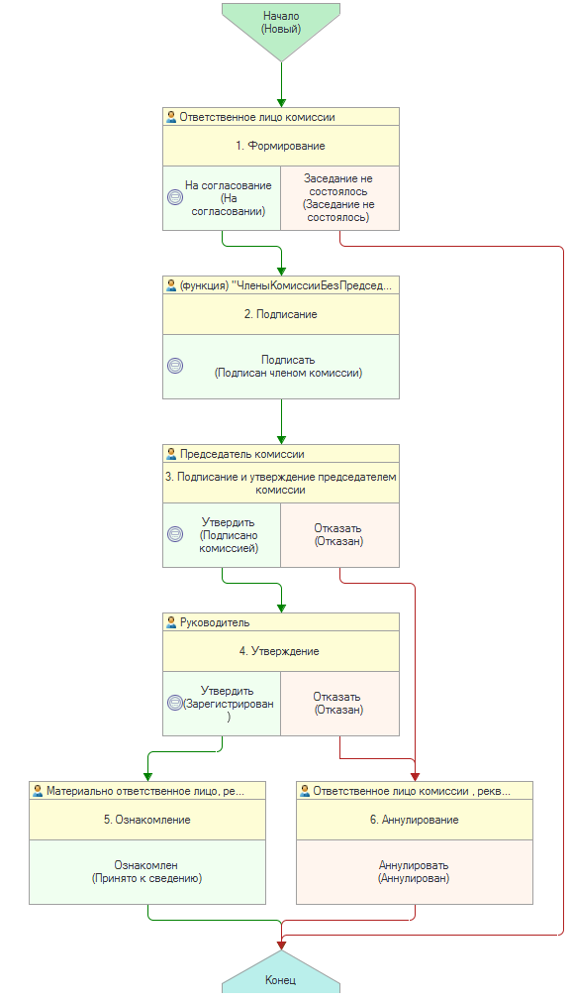 Начало
(Новый)
Ответственное лицо комиссии
1. Формирование
На согласование
(На
согласовании)
Заседание не
состоялось
(Заседание не
состоялось)
(функция) "ЧленыКомиссииБезПредсед...
2. Подписание
Подписать
(Подписан членом комиссии)
Председатель комиссии
3. Подписание и утверждение председателем
комиссии
Утвердить
(Подписано
комиссией)
Отказать
(Отказан)
Руководитель
4. Утверждение
Утвердить
(Зарегистрирован
)
Отказать
(Отказан)
Материально ответственное лицо, ре...
5. Ознакомление
Ознакомлен
(Принято к сведению)
Ответственное лицо комиссии , рекв...
6. Аннулирование
Аннулировать
(Аннулирован)
Конец